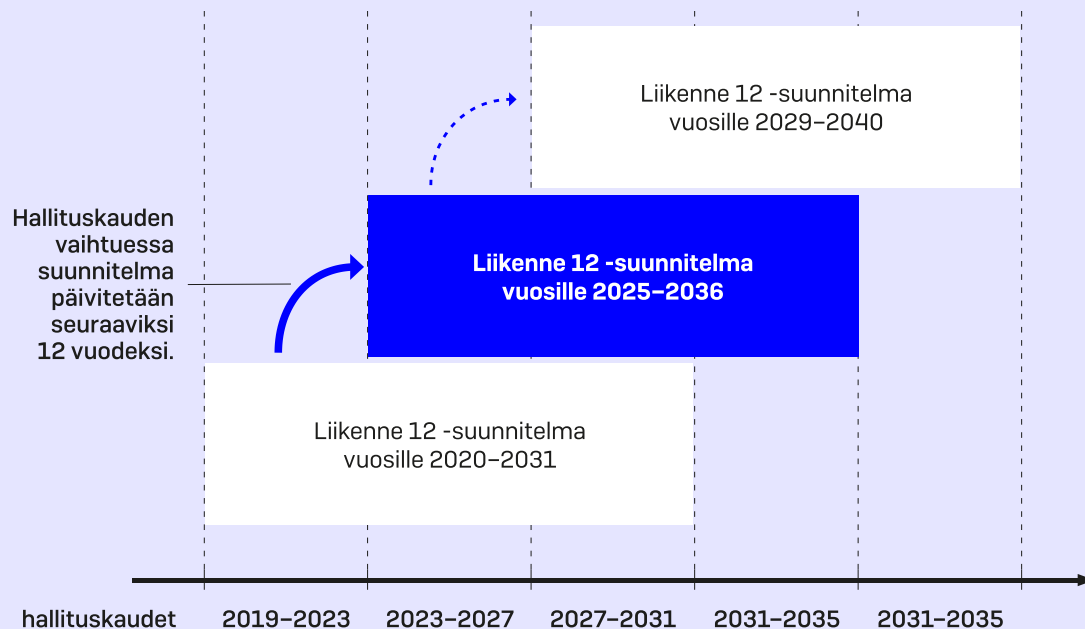 Liikenne 12 -suunnitelma
vuosille 2029–2040
Hallituskauden
vaihtuessa
suunnitelma
päivitetään
seuraaviksi
12 vuodeksi.
Liikenne 12 -suunnitelma
vuosille 2025–2036
Liikenne 12 -suunnitelma
vuosille 2020–2031
hallituskaudet 2019–2023 2023–2027 2027–2031 2031–2035 2031–2035